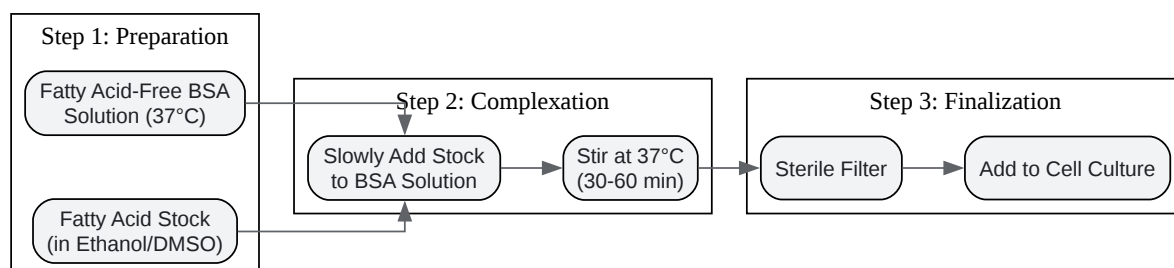 Step 1: Preparation
Fatty Acid-Free BSA
Solution (37°C)
Fatty Acid Stock
(in Ethanol/DMSO)
Step 2: Complexation
Slowly Add Stock
to BSA Solution
Stir at 37°C
(30-60 min)
Step 3: Finalization
Sterile Filter
Add to Cell Culture